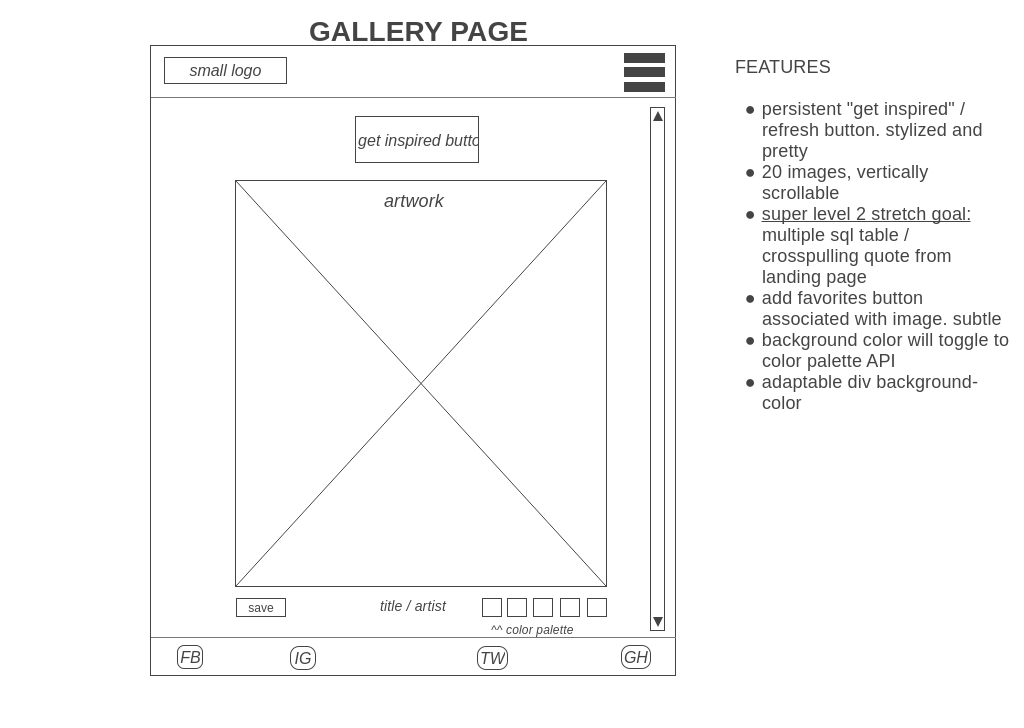 GALLERY PAGE
small logo
get inspired butto
artwork
save
title / artist
^^ color palette
FB
IG
TW
GH
FEATURES
● persistent "get inspired" /
refresh button. stylized and
pretty
● 20 images, vertically
scrollable
● super level 2 stretch goal:
multiple sql table /
crosspulling quote from
landing page
● add favorites button
associated with image. subtle
● background color will toggle to
color palette API
● adaptable div background-
color